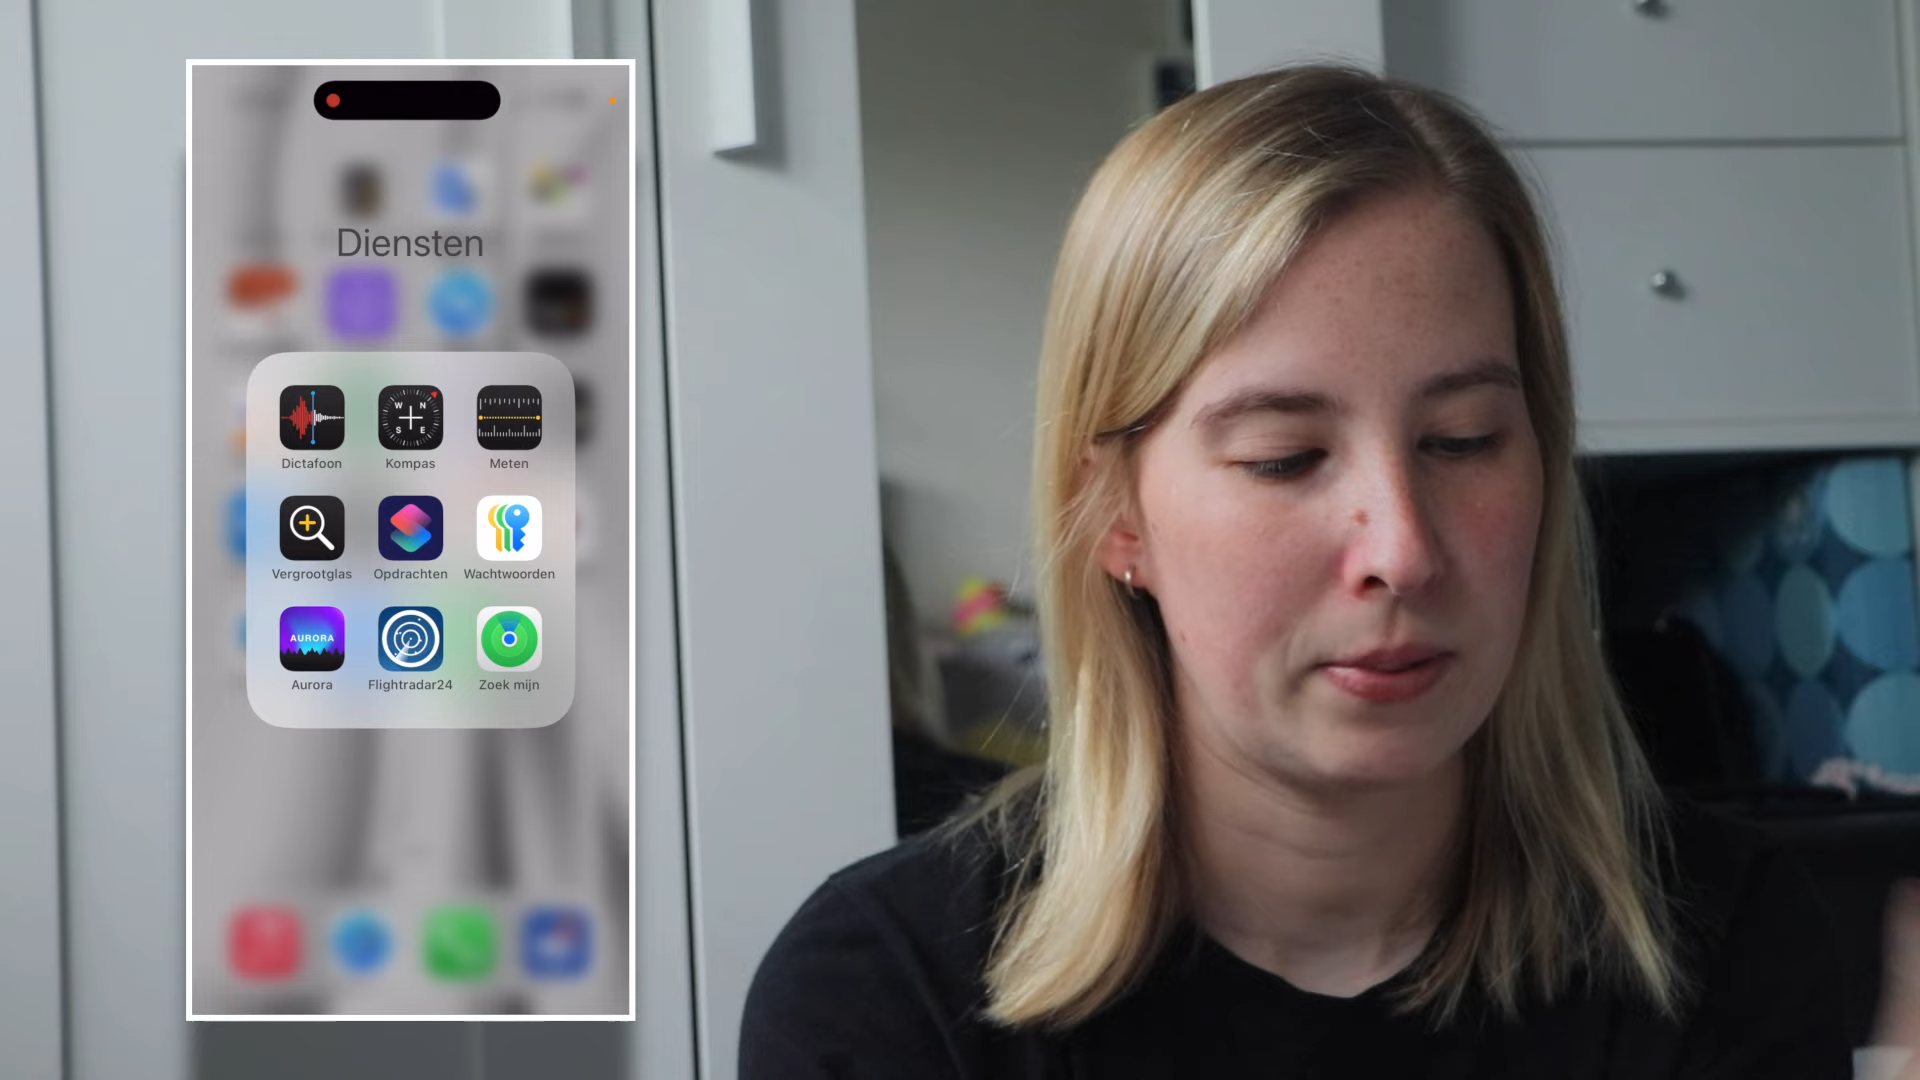 Diensten
W N
S E
Dictafoon Kompas Meten
Vergrootglas Opdrachten Wachtwoorden
AURORA
Aurora Flightradar24 Zoek mijn